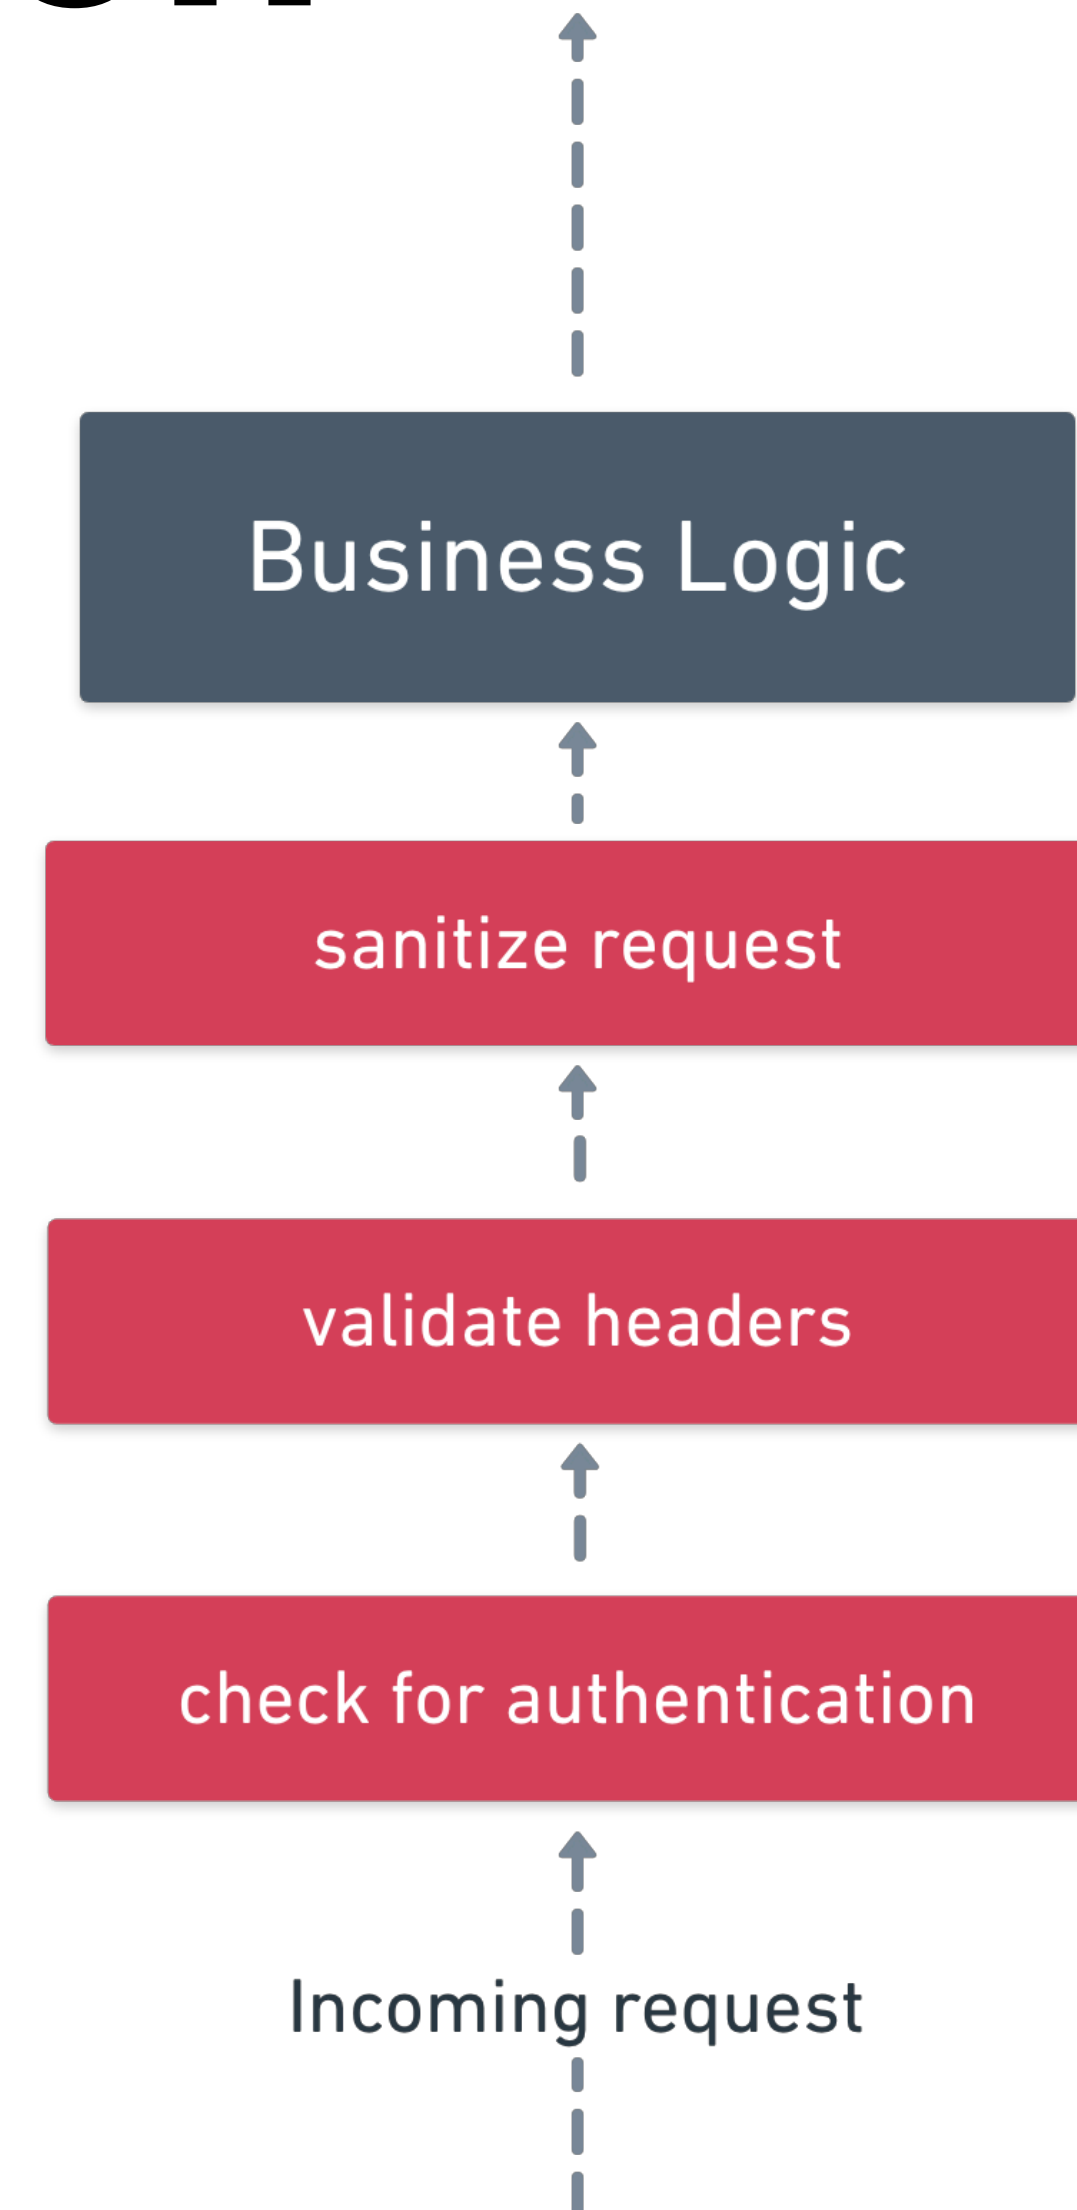 Business Logic
sanitize request
validate headers
check for authentication
Incoming request